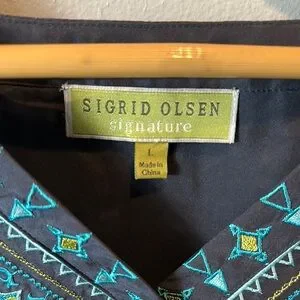 SIGRID OLSEN
signature
L
Made in
China